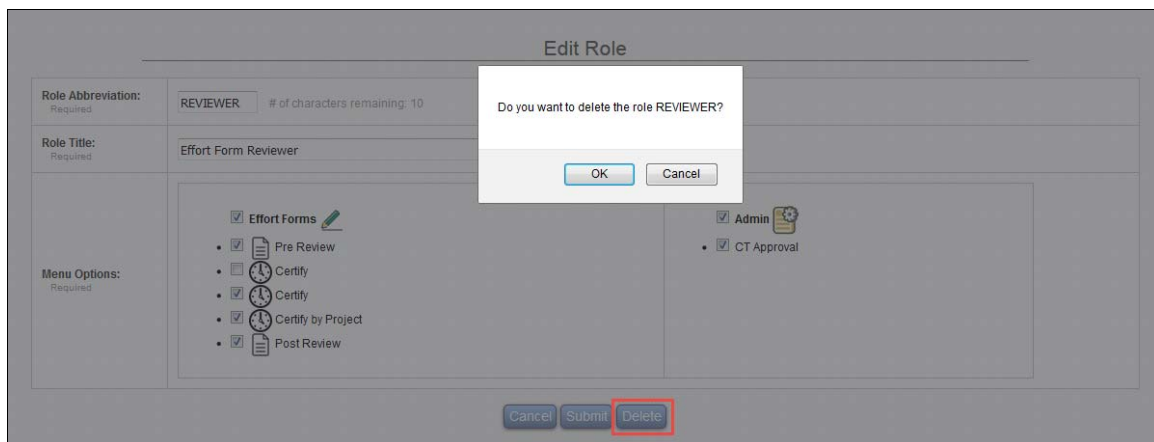 Edit Role
Role Abbreviation:
Required
REVIEWER # of characters remaining: 10
Do you want to delete the role REVIEWER?
OK Cancel
Role Title:
Required
Effort Form Reviewer
Menu Options:
Required
Effort Forms
Pre Review
Certify
Certify
Certify by Project
Post Review
Admin
CT Approval
Cancel Submit Delete